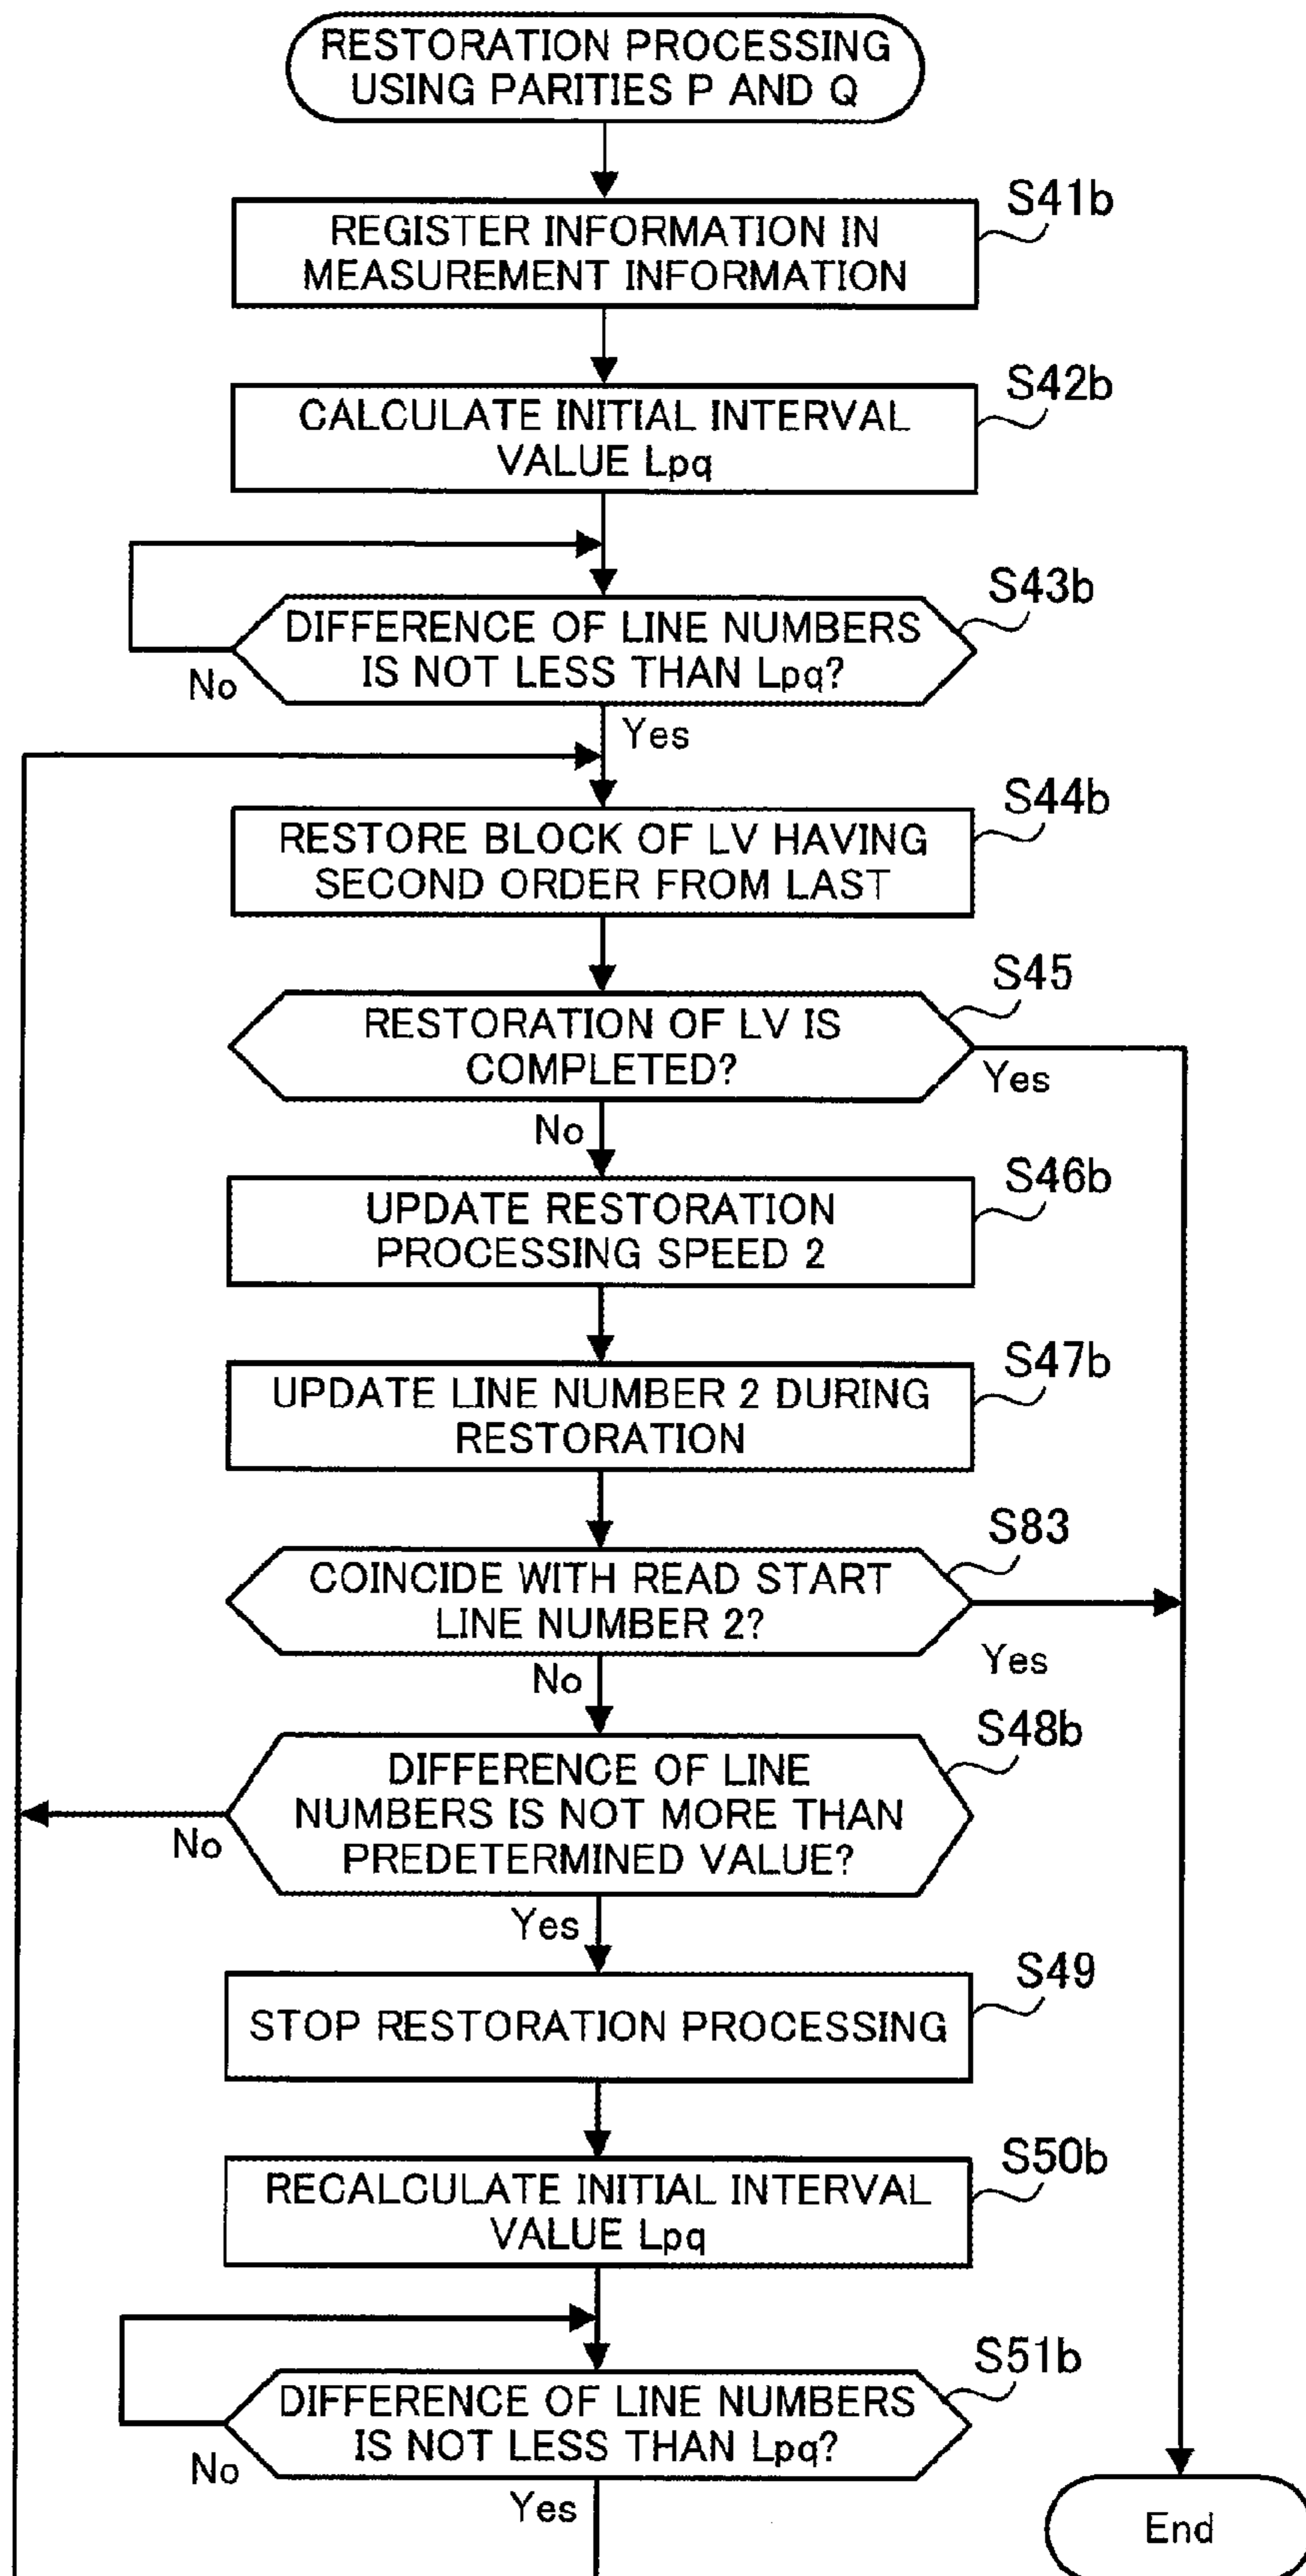 RESTORATION PROCESSING
USING PARITIES P AND Q
S41b
REGISTER INFORMATION IN
MEASUREMENT INFORMATION
S42b
CALCULATE INITIAL INTERVAL
VALUE Lpq
S43b
DIFFERENCE OF LINE NUMBERS
IS NOT LESS THAN Lpq?
No
Yes
S44b
RESTORE BLOCK OF LV HAVING
SECOND ORDER FROM LAST
S45
RESTORATION OF LV IS
COMPLETED?
Yes
No
S46b
UPDATE RESTORATION
PROCESSING SPEED 2
S47b
UPDATE LINE NUMBER 2 DURING
RESTORATION
S83
COINCIDE WITH READ START
LINE NUMBER 2?
Yes
No
S48b
DIFFERENCE OF LINE
NUMBERS IS NOT MORE THAN
PREDETERMINED VALUE?
No
Yes
S49
STOP RESTORATION PROCESSING
S50b
RECALCULATE INITIAL INTERVAL
VALUE Lpq
S51b
DIFFERENCE OF LINE NUMBERS
IS NOT LESS THAN Lpq?
No
Yes
End